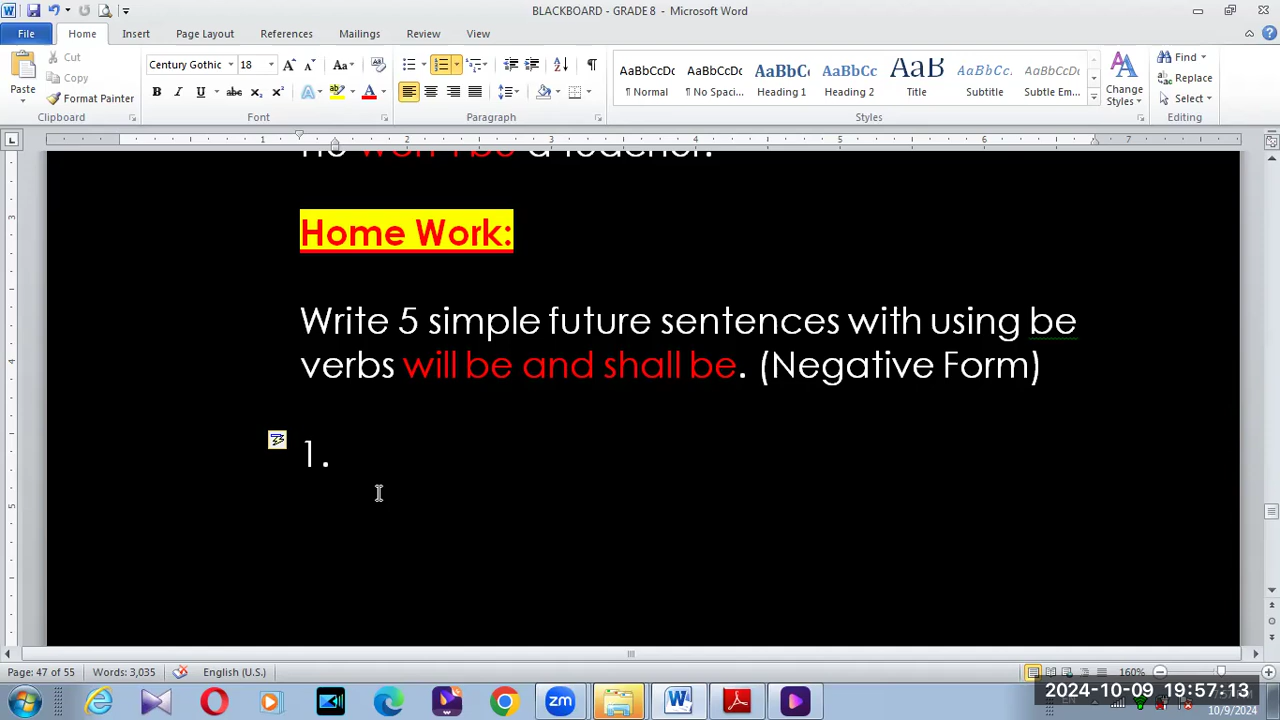 BLACKBOARD - GRADE 8 - Microsoft Word
File Home Insert Page Layout References Mailings Review View
Paste
Cut
Copy
Format Painter
Clipboard
Century Gothic 18
Font
Paragraph
AaBbCcDc AaBbCcDc AaBbCc AaBbCc AaB AaBbCcDc AaBbCcDc
¶ Normal ¶ No Spaci... Heading 1 Heading 2 Title Subtitle Subtle Em...
Styles
Change Styles
Find
Replace
Select
Editing
Home Work:
Write 5 simple future sentences with using be
verbs will be and shall be. (Negative Form)
1.
Page: 47 of 55 Words: 3,035 English (U.S.) 160%
2024-10-09 19:57:13
10/9/2024